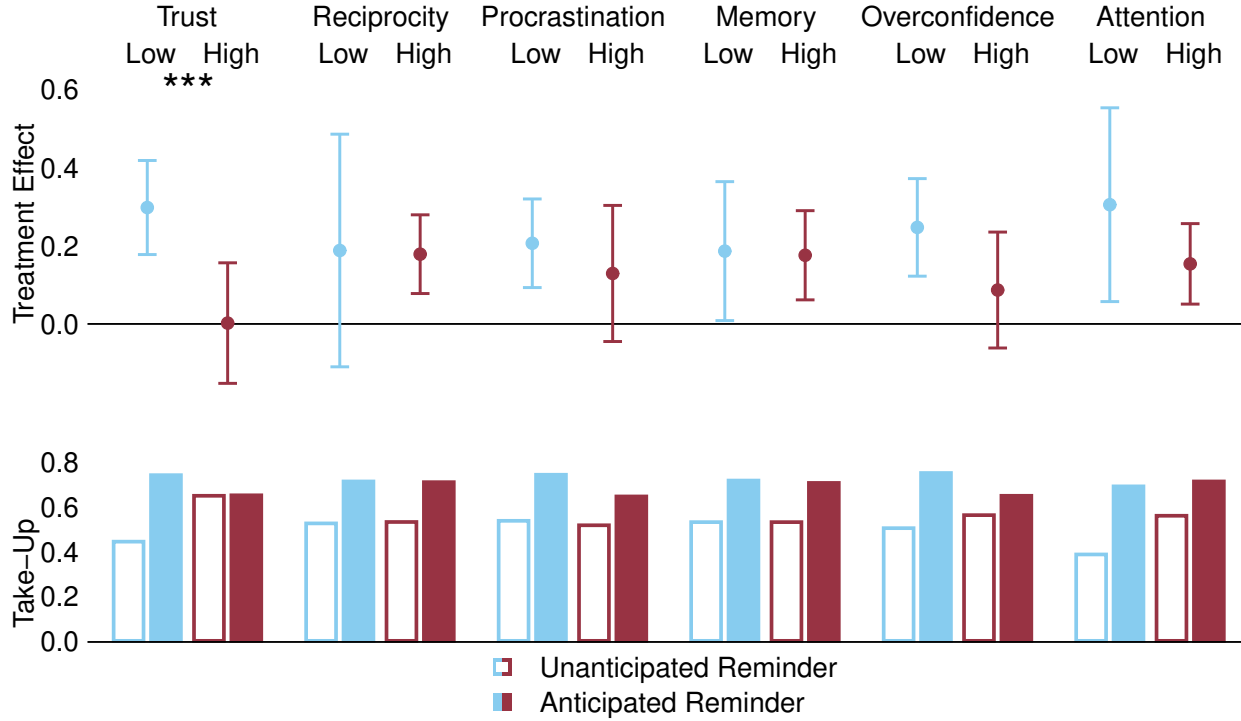 Trust Reciprocity Procrastination Memory Overconfidence Attention
Low High Low High Low High Low High Low High Low High
***
0.6
0.4
0.2
0.0
Treatment Effect
0.8
0.6
0.4
0.2
0.0
Take–Up
Unanticipated Reminder
Anticipated Reminder